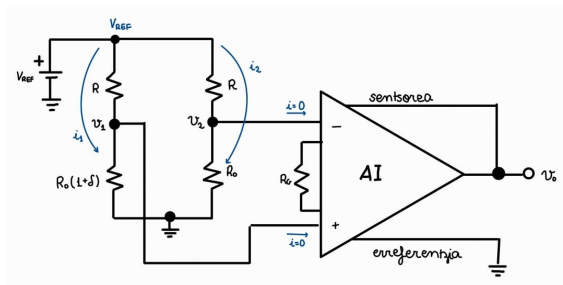 VREF
+
VREF
R
R
i₂
i=0
sentsorea
V₁
V₂
−
i₁
RG
AI
Vo
Ro(1+δ)
Ro
+
i=0
erreferentzia